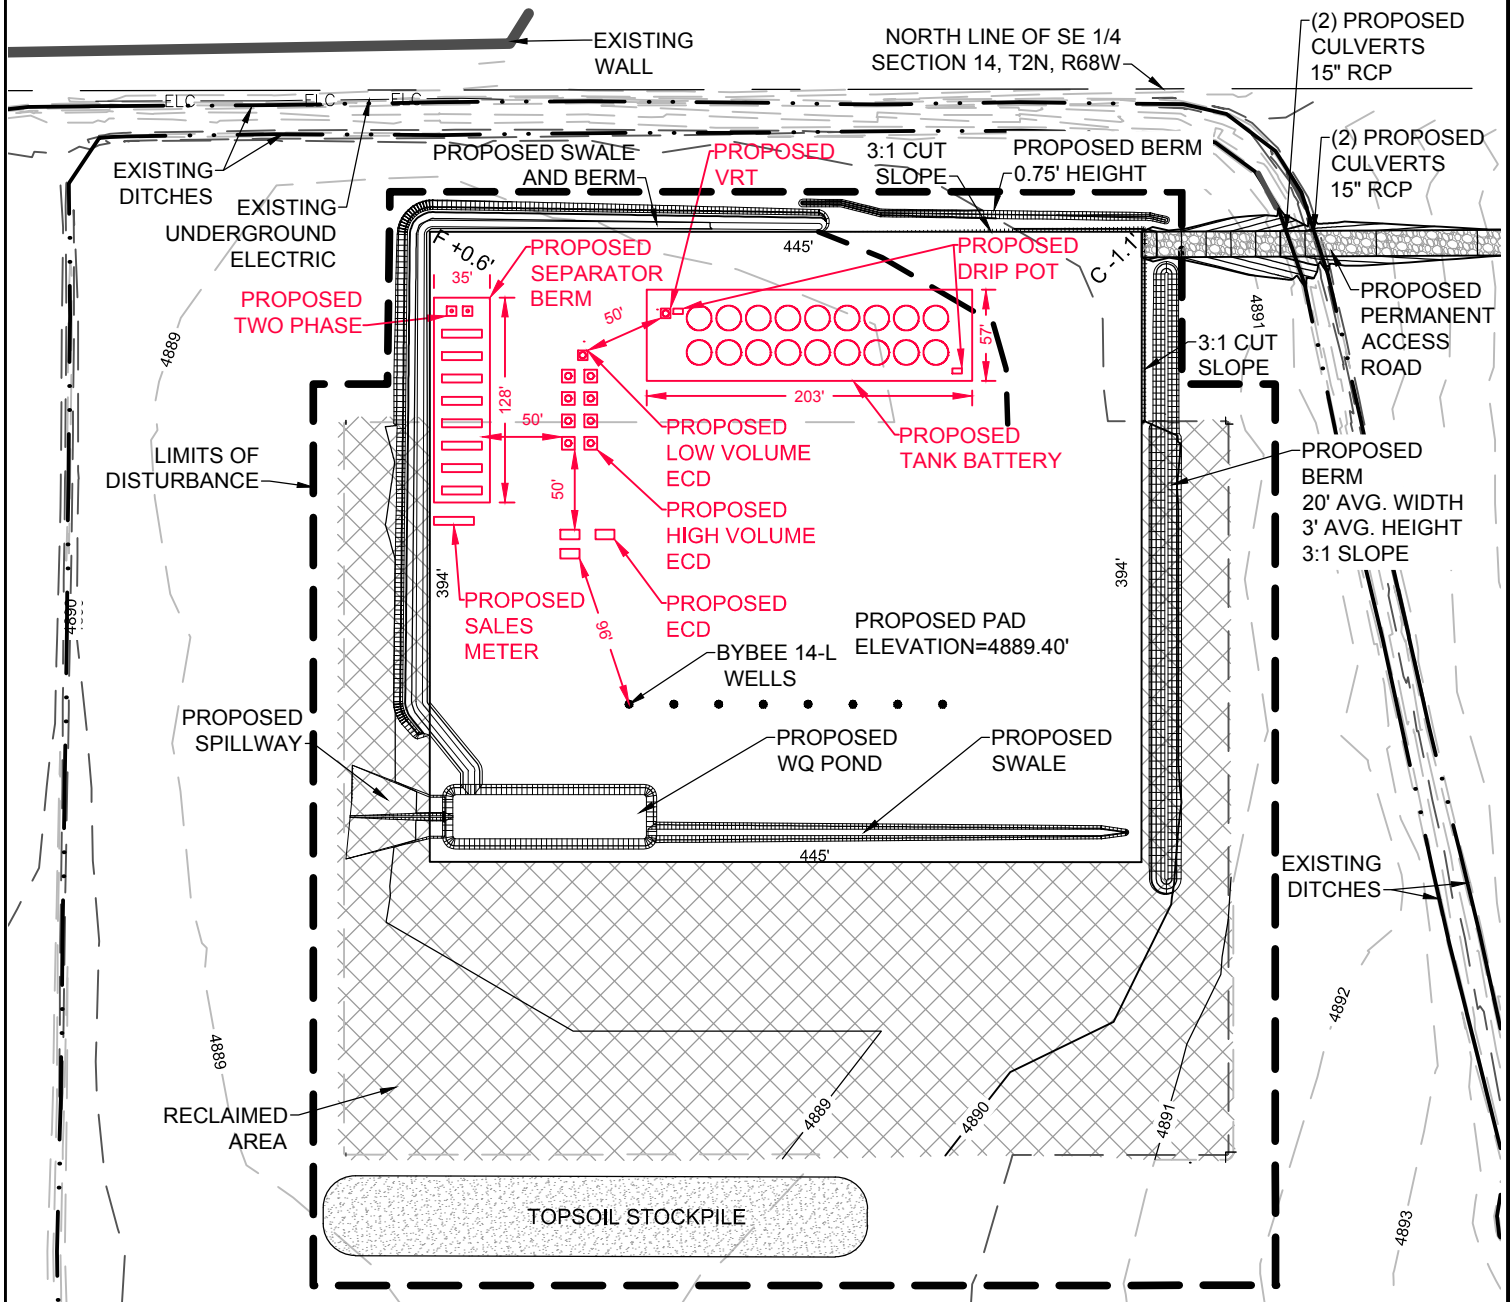 EXISTING
WALL
NORTH LINE OF SE 1/4
SECTION 14, T2N, R68W
(2) PROPOSED
CULVERTS
15" RCP
ELC
ELC
ELC
EXISTING
DITCHES
EXISTING
UNDERGROUND
ELECTRIC
PROPOSED SWALE
AND BERM
PROPOSED
VRT
3:1 CUT
SLOPE
PROPOSED BERM
0.75' HEIGHT
(2) PROPOSED
CULVERTS
15" RCP
F +0.6'
445'
C -1.1'
PROPOSED
SEPARATOR
BERM
PROPOSED
DRIP POT
35'
PROPOSED
TWO PHASE
50'
57'
4891
PROPOSED
PERMANENT
ACCESS
ROAD
4889
3:1 CUT
SLOPE
128'
203'
50'
PROPOSED
LOW VOLUME
ECD
PROPOSED
TANK BATTERY
LIMITS OF
DISTURBANCE
PROPOSED
BERM
20' AVG. WIDTH
3' AVG. HEIGHT
3:1 SLOPE
50'
PROPOSED
HIGH VOLUME
ECD
394'
394'
4890
PROPOSED
SALES
METER
96'
PROPOSED
ECD
PROPOSED PAD
ELEVATION=4889.40'
BYBEE 14-L
WELLS
PROPOSED
SPILLWAY
PROPOSED
WQ POND
PROPOSED
SWALE
445'
EXISTING
DITCHES
4892
4889
RECLAIMED
AREA
4889
4890
4891
TOPSOIL STOCKPILE
4893